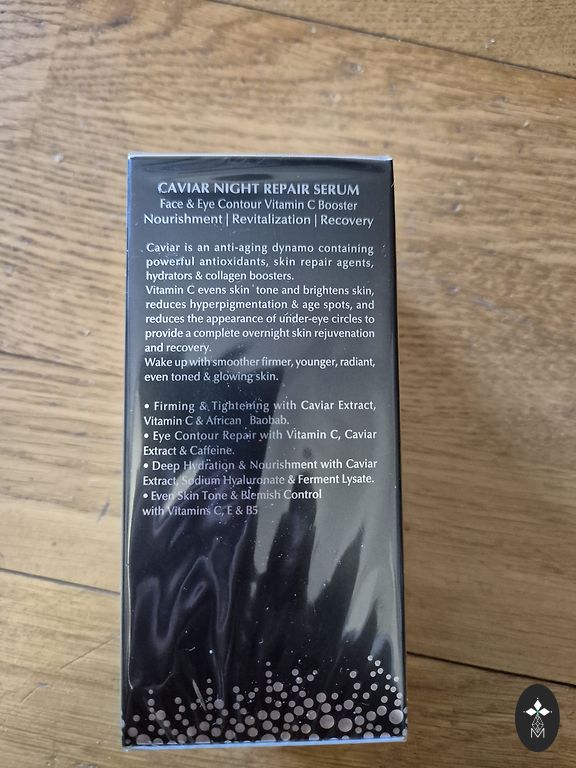 CAVIAR NIGHT REPAIR SERUM
Face & Eye Contour Vitamin C Booster
Nourishment | Revitalization | Recovery
Caviar is an anti-aging dynamo containing
powerful antioxidants, skin repair agents,
hydrators & collagen boosters.
Vitamin C evens skin tone and brightens skin,
reduces hyperpigmentation & age spots, and
reduces the appearance of under-eye circles to
provide a complete overnight skin rejuvenation
and recovery.
Wake up with smoother firmer, younger, radiant,
even toned & glowing skin.
• Firming & Tightening with Caviar Extract,
Vitamin C & African Baobab.
• Eye Contour Repair with Vitamin C, Caviar
Extract & Caffeine.
• Deep Hydration & Nourishment with Caviar
Extract, Sodium Hyaluronate & Ferment Lysate.
• Even Skin Tone & Blemish Control
with Vitamins C, E & B5
M